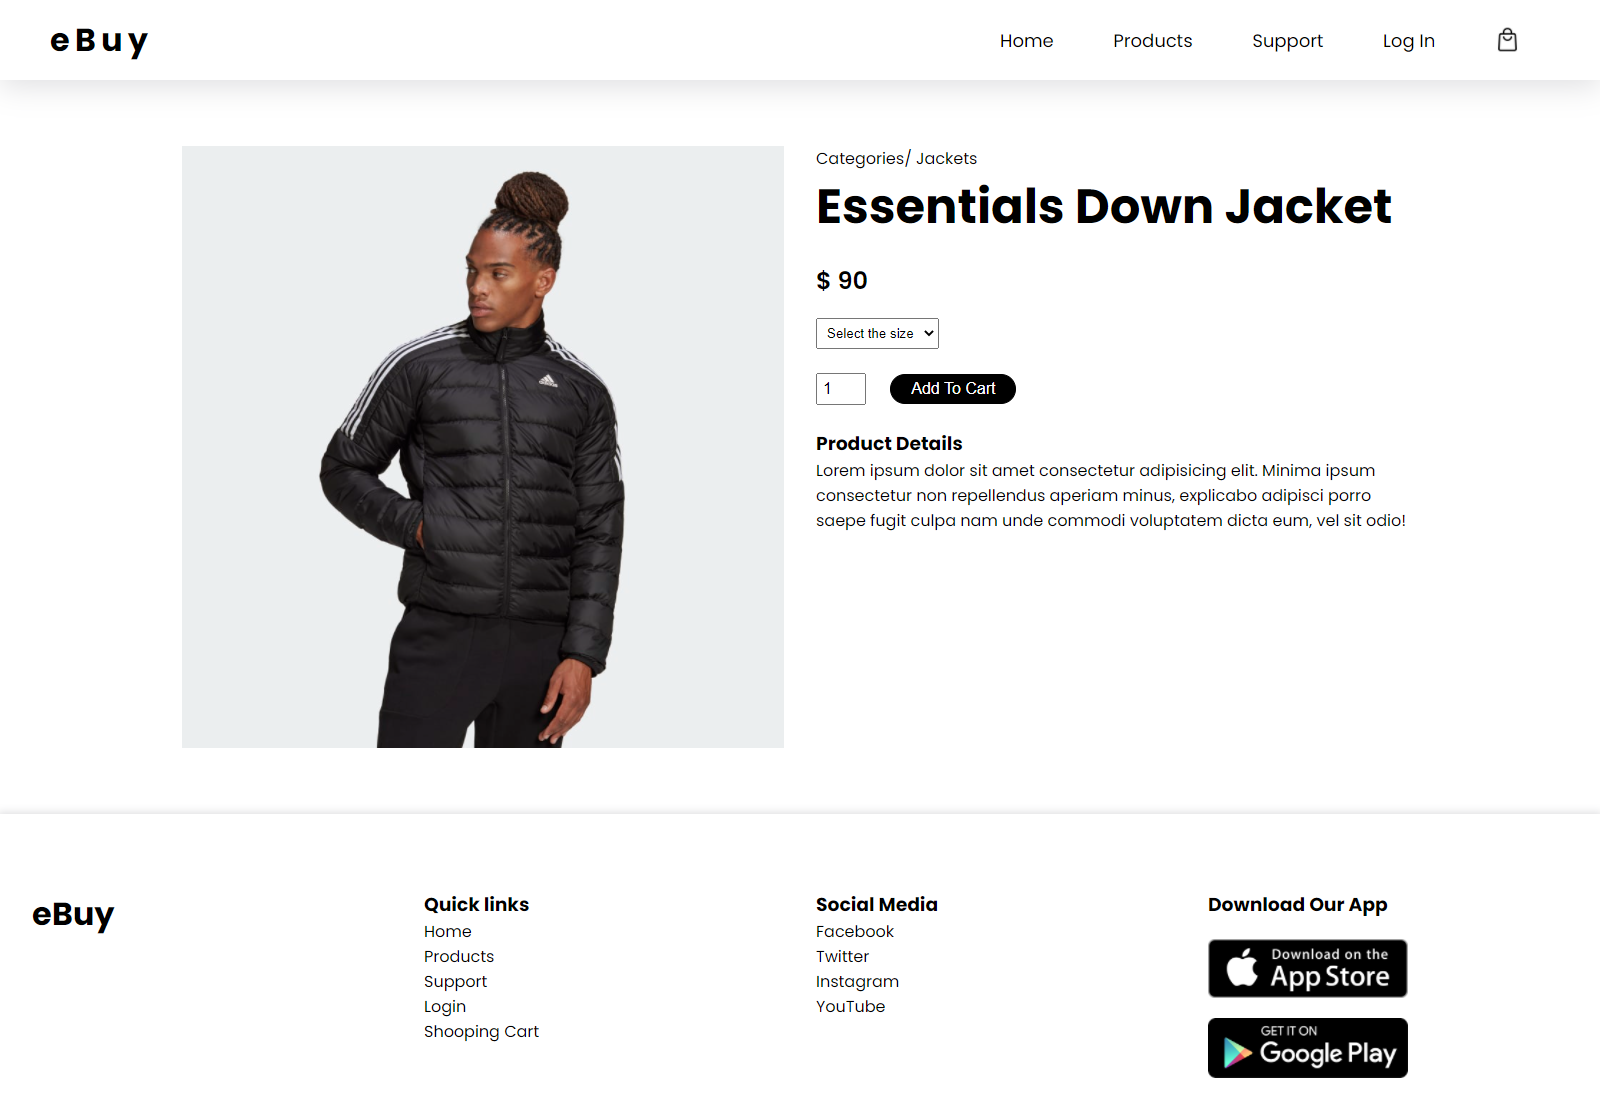 eBuy
Home Products Support Log In
Categories/ Jackets
Essentials Down Jacket
$ 90
Select the size
1 Add To Cart
adidas
Product Details
Lorem ipsum dolor sit amet consectetur adipisicing elit. Minima ipsum
consectetur non repellendus aperiam minus, explicabo adipisci porro
saepe fugit culpa nam unde commodi voluptatem dicta eum, vel sit odio!
eBuy
Quick links
Home
Products
Support
Login
Shooping Cart
Social Media
Facebook
Twitter
Instagram
YouTube
Download Our App
Download on the
App Store
GET IT ON
Google Play